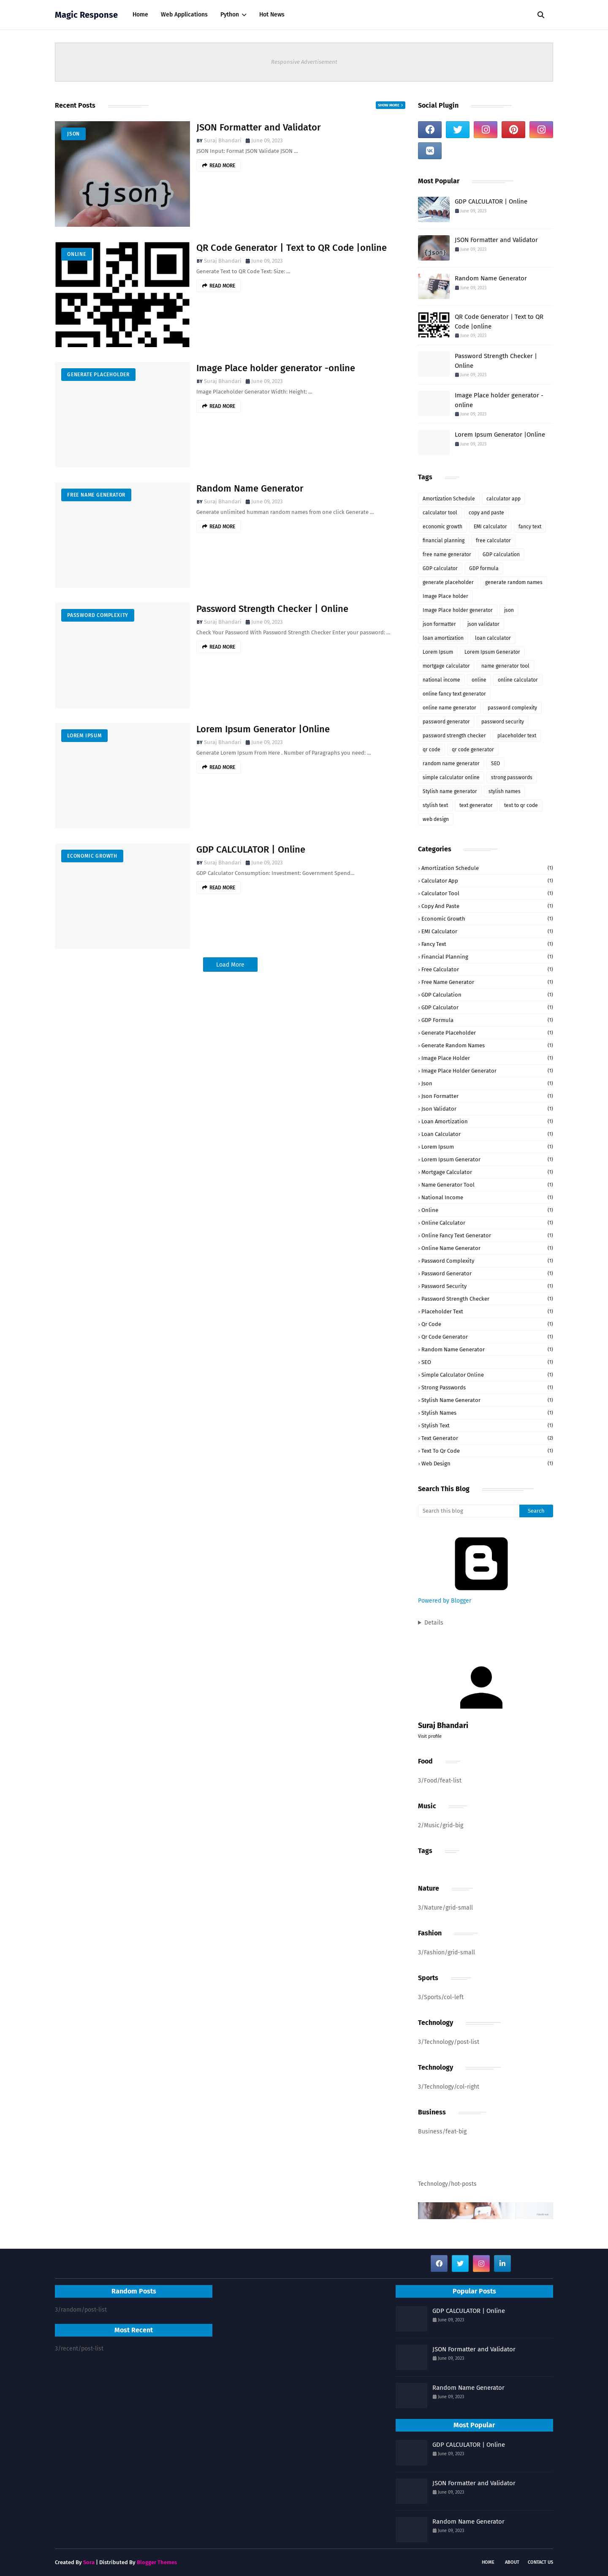 Magic Response
Home
Web Applications
Python
Hot News
Responsive Advertisement
Recent Posts
SHOW MORE
JSON
{json}
JSON Formatter and Validator
BY Suraj Bhandari June 09, 2023
JSON Input: Format JSON Validate JSON ...
READ MORE
ONLINE
QR Code Generator | Text to QR Code |online
BY Suraj Bhandari June 09, 2023
Generate Text to QR Code Text: Size: ...
READ MORE
GENERATE PLACEHOLDER
Image Place holder generator -online
BY Suraj Bhandari June 09, 2023
Image Placeholder Generator Width: Height: ...
READ MORE
FREE NAME GENERATOR
Random Name Generator
BY Suraj Bhandari June 09, 2023
Generate unlimited humman random names from one click Generate ...
READ MORE
PASSWORD COMPLEXITY
Password Strength Checker | Online
BY Suraj Bhandari June 09, 2023
Check Your Password With Password Strength Checker Enter your password: ...
READ MORE
LOREM IPSUM
Lorem Ipsum Generator |Online
BY Suraj Bhandari June 09, 2023
Generate Lorem Ipsum From Here . Number of Paragraphs you need: ...
READ MORE
ECONOMIC GROWTH
GDP CALCULATOR | Online
BY Suraj Bhandari June 09, 2023
GDP Calculator Consumption: Investment: Government Spend...
READ MORE
Load More
Social Plugin
Most Popular
GDP CALCULATOR | Online
June 09, 2023
JSON Formatter and Validator
June 09, 2023
Random Name Generator
June 09, 2023
QR Code Generator | Text to QR
Code |online
June 09, 2023
Password Strength Checker |
Online
June 09, 2023
Image Place holder generator -
online
June 09, 2023
Lorem Ipsum Generator |Online
June 09, 2023
Tags
Amortization Schedule calculator app
calculator tool copy and paste
economic growth EMI calculator fancy text
financial planning free calculator
free name generator GDP calculation
GDP calculator GDP formula
generate placeholder generate random names
Image Place holder
Image Place holder generator json
json formatter json validator
loan amortization loan calculator
Lorem Ipsum Lorem Ipsum Generator
mortgage calculator name generator tool
national income online online calculator
online fancy text generator
online name generator password complexity
password generator password security
password strength checker placeholder text
qr code qr code generator
random name generator SEO
simple calculator online strong passwords
Stylish name generator stylish names
stylish text text generator text to qr code
web design
Categories
› Amortization Schedule (1)
› Calculator App (1)
› Calculator Tool (1)
› Copy And Paste (1)
› Economic Growth (1)
› EMI Calculator (1)
› Fancy Text (1)
› Financial Planning (1)
› Free Calculator (1)
› Free Name Generator (1)
› GDP Calculation (1)
› GDP Calculator (1)
› GDP Formula (1)
› Generate Placeholder (1)
› Generate Random Names (1)
› Image Place Holder (1)
› Image Place Holder Generator (1)
› Json (1)
› Json Formatter (1)
› Json Validator (1)
› Loan Amortization (1)
› Loan Calculator (1)
› Lorem Ipsum (1)
› Lorem Ipsum Generator (1)
› Mortgage Calculator (1)
› Name Generator Tool (1)
› National Income (1)
› Online (1)
› Online Calculator (1)
› Online Fancy Text Generator (1)
› Online Name Generator (1)
› Password Complexity (1)
› Password Generator (1)
› Password Security (1)
› Password Strength Checker (1)
› Placeholder Text (1)
› Qr Code (1)
› Qr Code Generator (1)
› Random Name Generator (1)
› SEO (1)
› Simple Calculator Online (1)
› Strong Passwords (1)
› Stylish Name Generator (1)
› Stylish Names (1)
› Stylish Text (1)
› Text Generator (2)
› Text To Qr Code (1)
› Web Design (1)
Search This Blog
Search this blog
Search
Powered by Blogger
Details
Suraj Bhandari
Visit profile
Food
3/Food/feat-list
Music
2/Music/grid-big
Tags
Nature
3/Nature/grid-small
Fashion
3/Fashion/grid-small
Sports
3/Sports/col-left
Technology
3/Technology/post-list
Technology
3/Technology/col-right
Business
Business/feat-big
Technology/hot-posts
Random Posts
3/random/post-list
Most Recent
3/recent/post-list
Popular Posts
GDP CALCULATOR | Online
June 09, 2023
JSON Formatter and Validator
June 09, 2023
Random Name Generator
June 09, 2023
Most Popular
GDP CALCULATOR | Online
June 09, 2023
JSON Formatter and Validator
June 09, 2023
Random Name Generator
June 09, 2023
Created By Sora | Distributed By Blogger Themes
HOME
ABOUT
CONTACT US